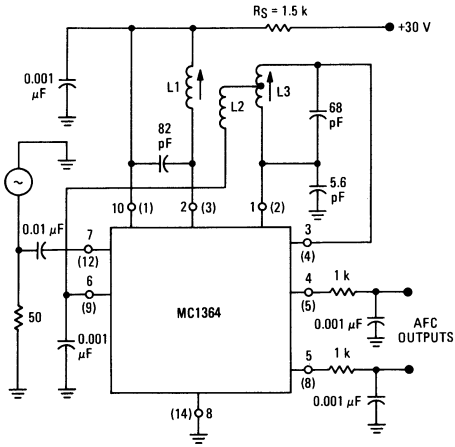 RS = 1.5 k
+30 V
0.001
µF
L1
L2
L3
82
pF
68
pF
5.6
pF
10 (1)
2 (3)
1 (2)
0.01 µF
7
(12)
3
(4)
6
(9)
4
(5)
1 k
MC1364
50
0.001
µF
0.001 µF
AFC
OUTPUTS
5
(8)
1 k
0.001 µF
(14) 8